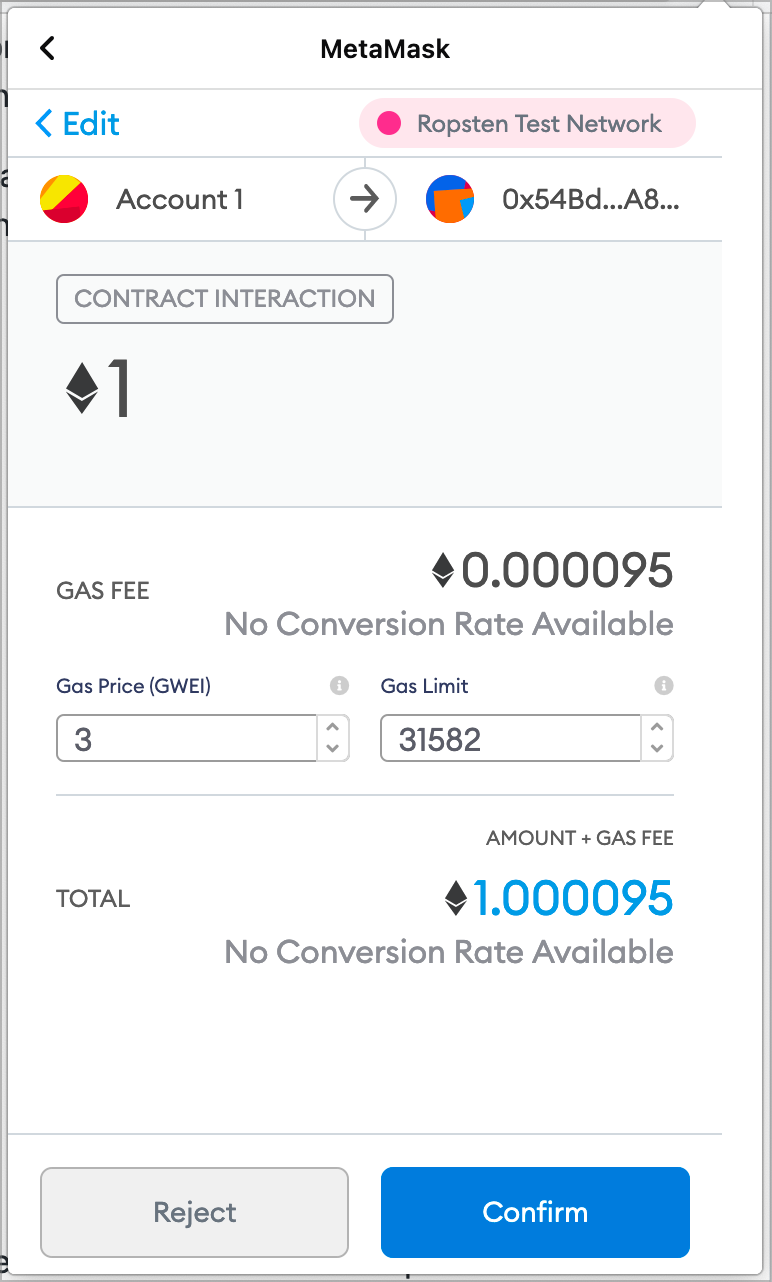 MetaMask
Edit
Ropsten Test Network
Account 1
0x54Bd...A8...
CONTRACT INTERACTION
1
0.000095
GAS FEE
No Conversion Rate Available
Gas Price (GWEI)
Gas Limit
3
31582
AMOUNT + GAS FEE
TOTAL
1.000095
No Conversion Rate Available
Reject
Confirm